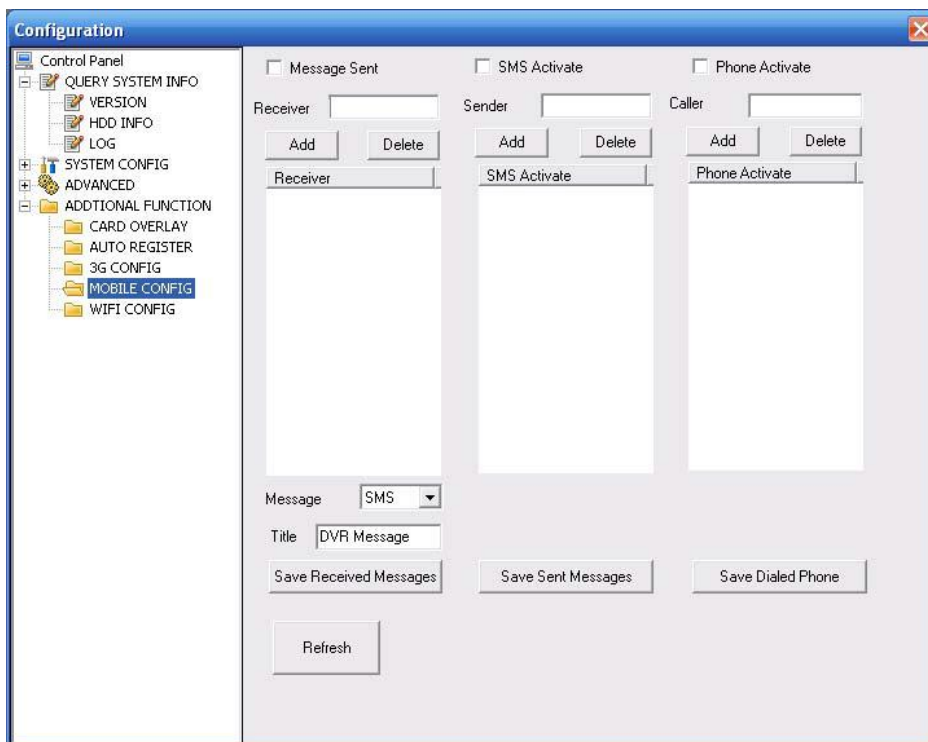 Configuration
Control Panel
QUERY SYSTEM INFO
VERSION
HDD INFO
LOG
SYSTEM CONFIG
ADVANCED
ADDTIONAL FUNCTION
CARD OVERLAY
AUTO REGISTER
3G CONFIG
MOBILE CONFIG
WIFI CONFIG
Message Sent
SMS Activate
Phone Activate
Receiver
Sender
Caller
Add
Delete
Add
Delete
Add
Delete
Receiver
SMS Activate
Phone Activate
Message
SMS
Title
DVR Message
Save Received Messages
Save Sent Messages
Save Dialed Phone
Refresh